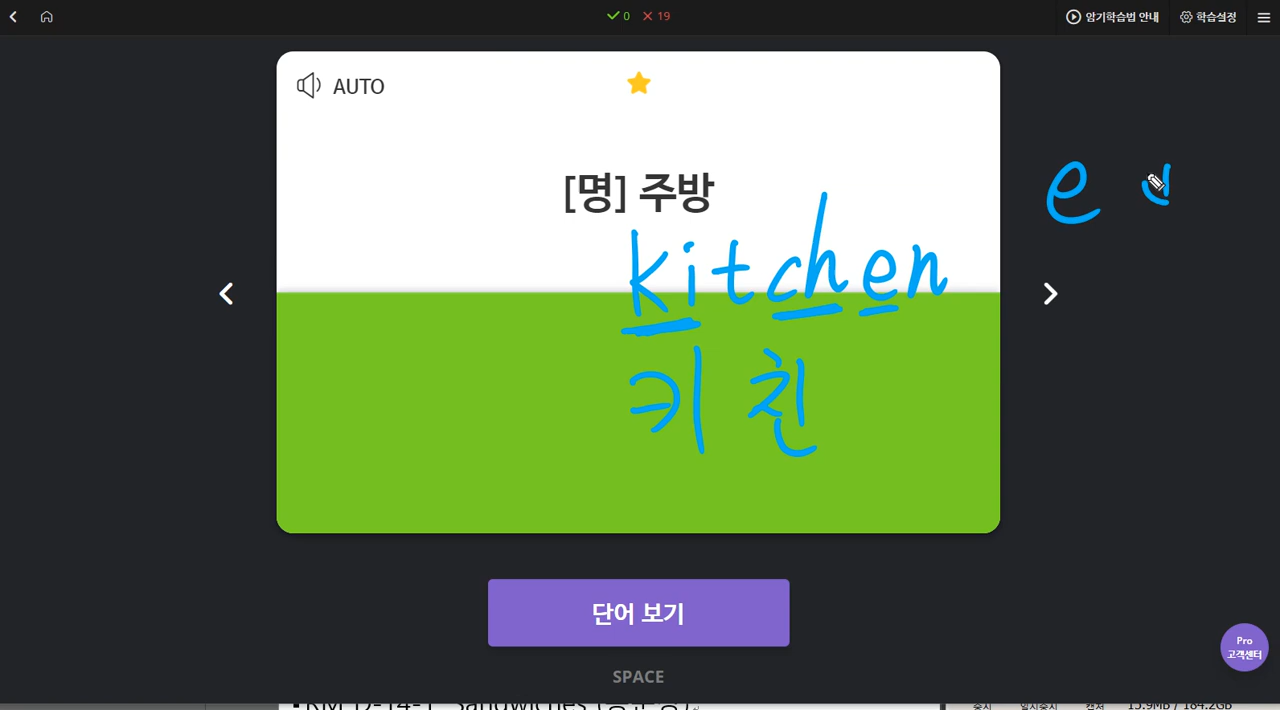 0 19 암기학습법 안내 학습설정
AUTO
[명] 주방
e
kitchen
키친
단어 보기
SPACE
Pro
고객센터